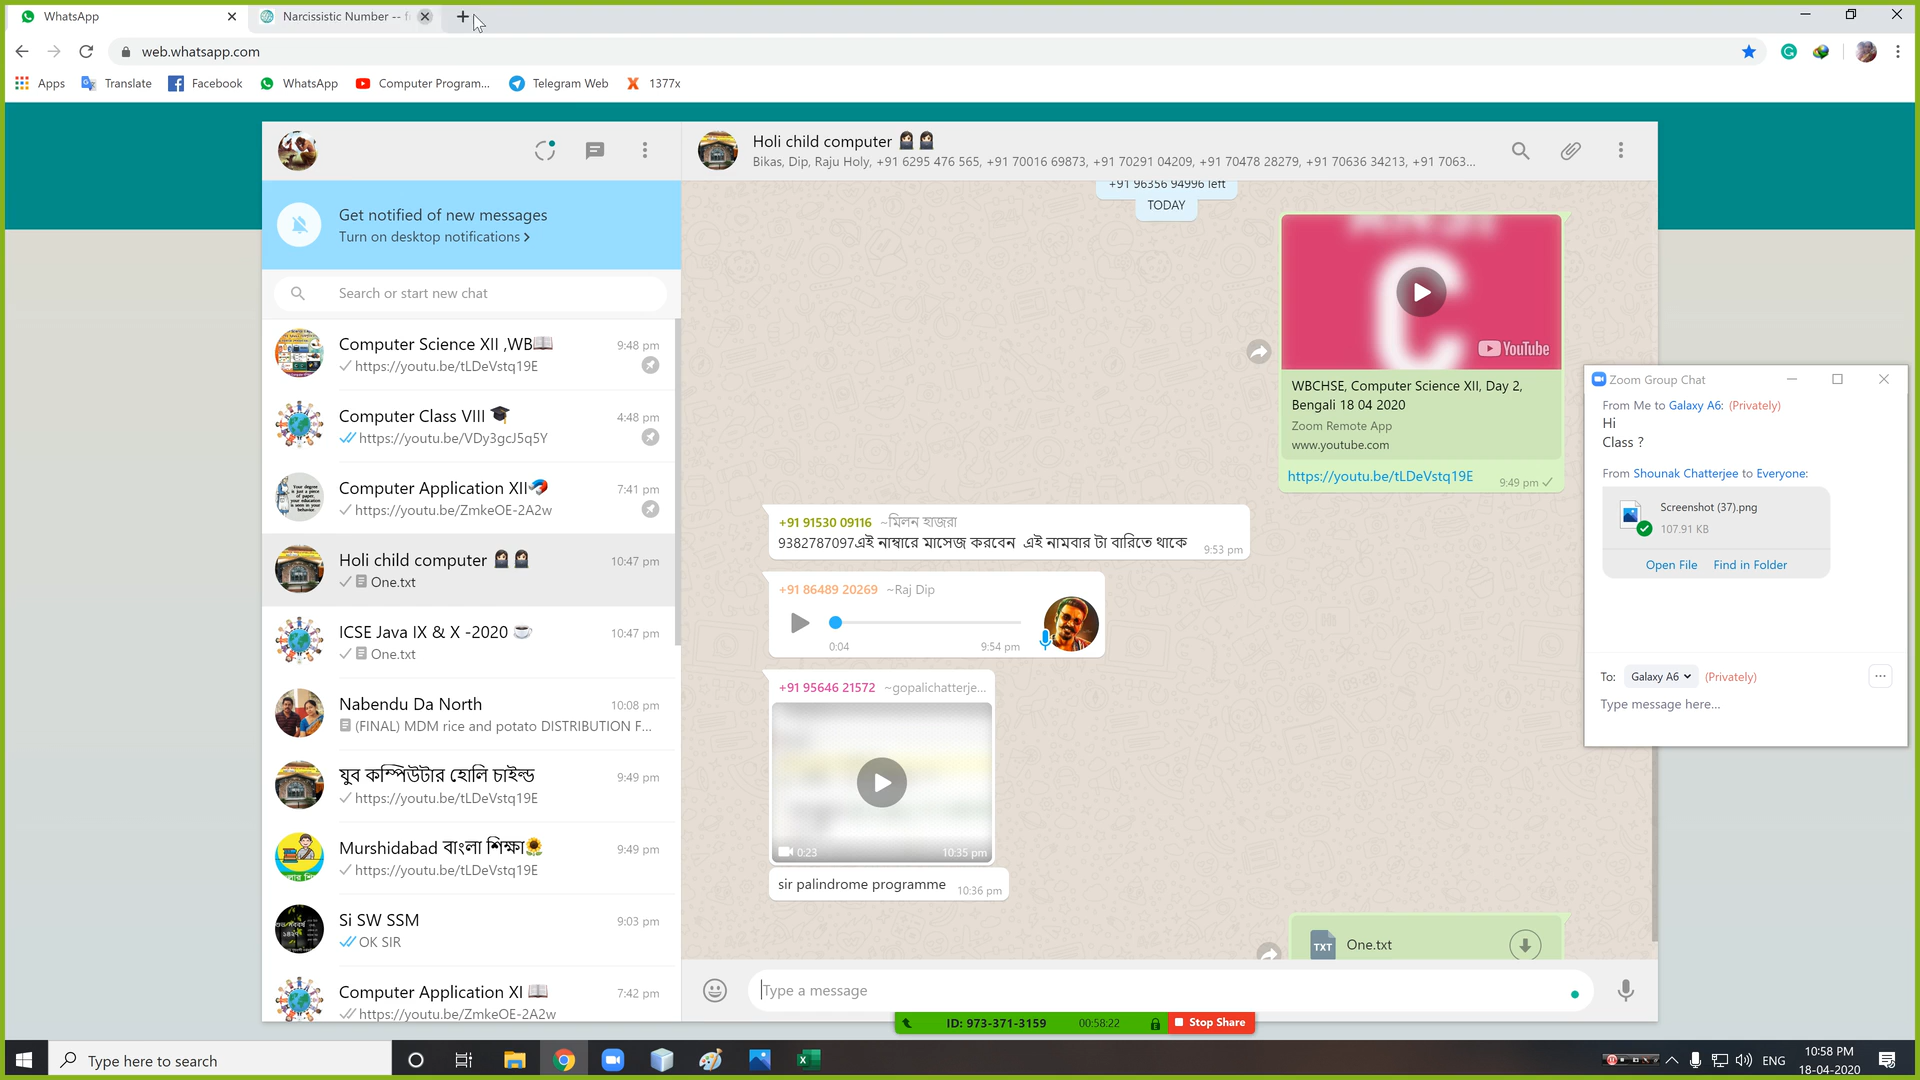 WhatsApp
Narcissistic Number -- f
web.whatsapp.com
Apps
Translate
Facebook
WhatsApp
Computer Program...
Telegram Web
1377x
Holi child computer
Bikas, Dip, Raju Holy, +91 6295 476 565, +91 70016 69873, +91 70291 04209, +91 70478 28279, +91 70636 34213, +91 7063...
Get notified of new messages
Turn on desktop notifications >
Search or start new chat
Computer Science XII ,WB
9:48 pm
https://youtu.be/tLDeVstq19E
Computer Class VIII
4:48 pm
https://youtu.be/VDy3gcJ5q5Y
Computer Application XII
7:41 pm
https://youtu.be/ZmkeOE-2A2w
Holi child computer
10:47 pm
One.txt
ICSE Java IX & X -2020
10:47 pm
One.txt
Nabendu Da North
10:08 pm
(FINAL) MDM rice and potato DISTRIBUTION F...
যুব কম্পিউটার হোলি চাইল্ড
9:49 pm
https://youtu.be/tLDeVstq19E
Murshidabad বাংলা শিক্ষা
9:49 pm
https://youtu.be/tLDeVstq19E
Si SW SSM
9:03 pm
OK SIR
Computer Application XI
7:42 pm
https://youtu.be/ZmkeOE-2A2w
+91 96356 94996 left
TODAY
C
YouTube
WBCHSE, Computer Science XII, Day 2,
Bengali 18 04 2020
Zoom Remote App
www.youtube.com
https://youtu.be/tLDeVstq19E
9:49 pm
+91 91530 09116 ~মিলন হাজরা
9382787097এই নাম্বারে মাসেজ করবেন এই নামবার টা বারিতে থাকে
9:53 pm
+91 86489 20269 ~Raj Dip
0:04
9:54 pm
+91 95646 21572 ~gopalichatterje...
0:23
10:35 pm
sir palindrome programme
10:36 pm
TXT
One.txt
Type a message
Zoom Group Chat
From Me to Galaxy A6: (Privately)
Hi
Class ?
From Shounak Chatterjee to Everyone:
Screenshot (37).png
107.91 KB
Open File
Find in Folder
To: Galaxy A6 (Privately)
...
Type message here...
ID: 973-371-3159
00:58:22
Stop Share
Type here to search
ENG
10:58 PM
18-04-2020